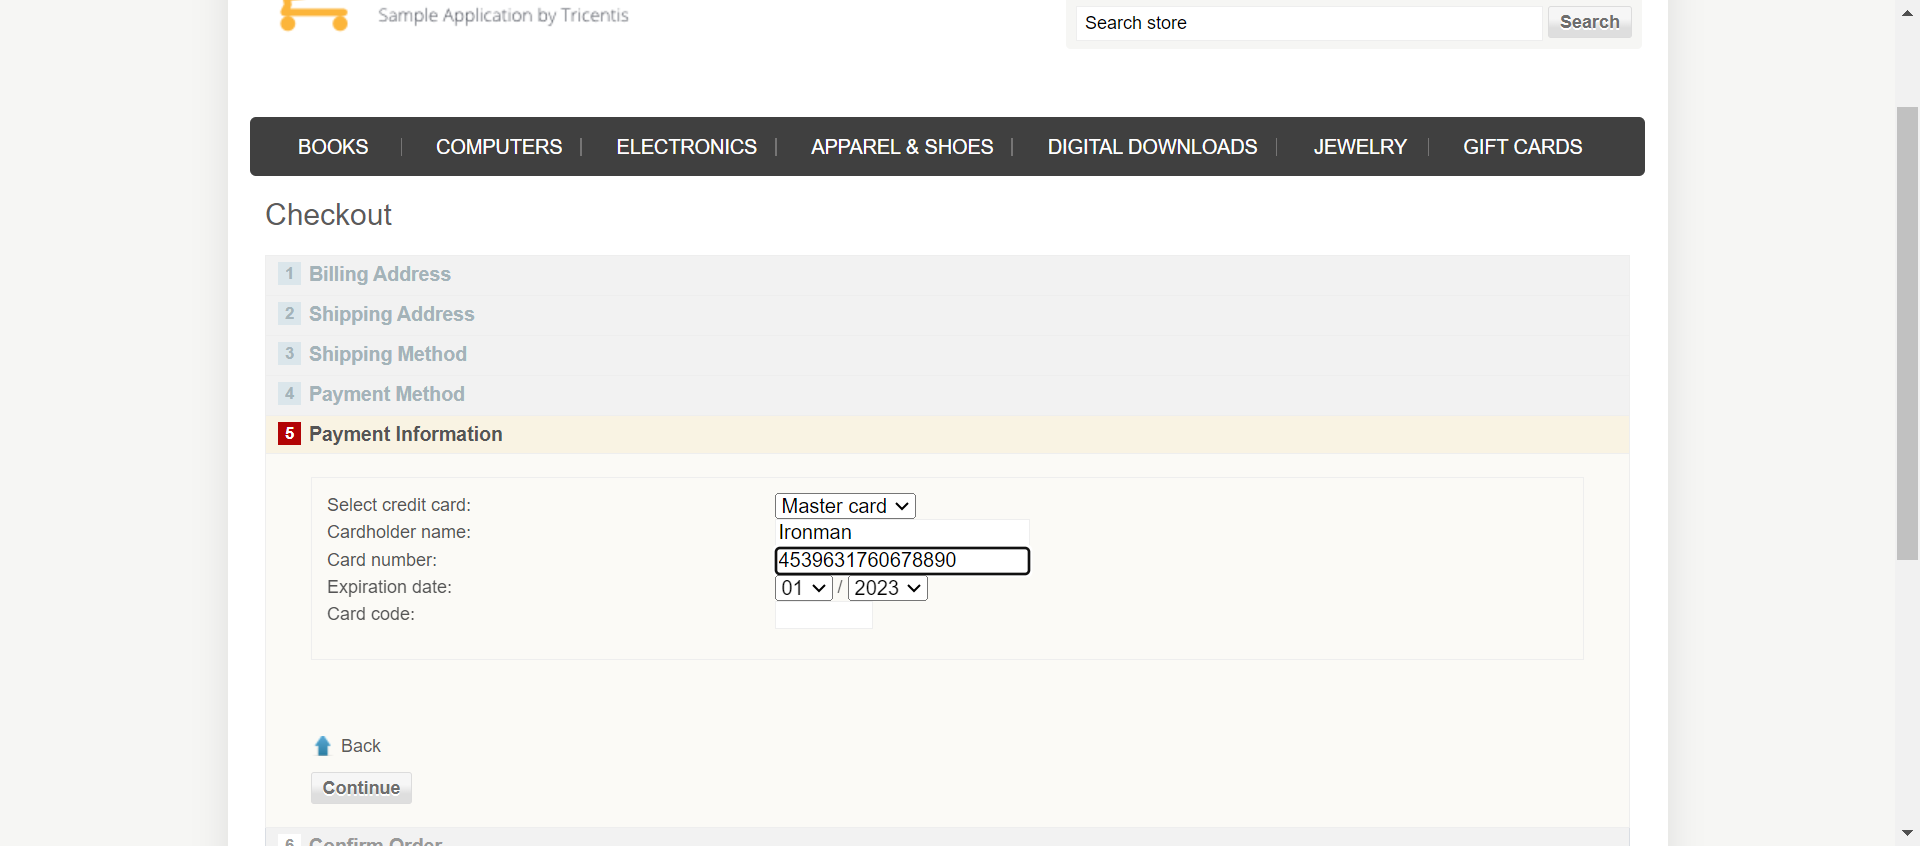 Sample Application by Tricentis
Search store
Search
BOOKS
COMPUTERS
ELECTRONICS
APPAREL & SHOES
DIGITAL DOWNLOADS
JEWELRY
GIFT CARDS
Checkout
1 Billing Address
2 Shipping Address
3 Shipping Method
4 Payment Method
5 Payment Information
Select credit card: Master card
Cardholder name: Ironman
Card number: 4539631760678890
Expiration date: 01 / 2023
Card code:
Back
Continue
6 Confirm Order